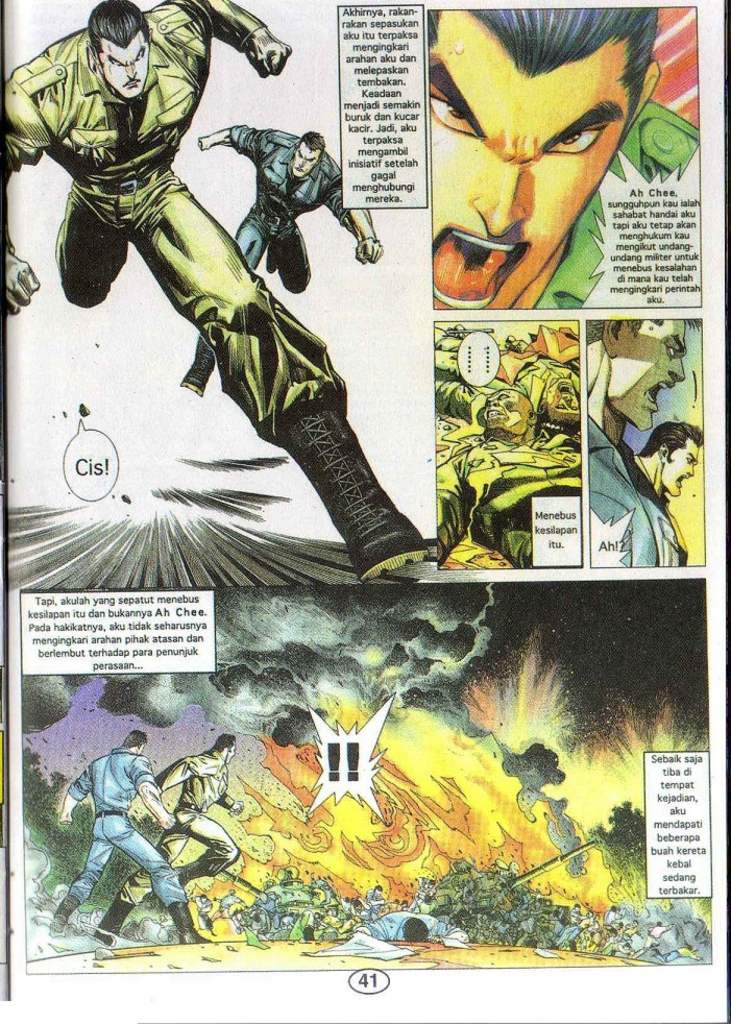 Akhirnya, rakan-
rakan sepasukan
aku itu terpaksa
mengingkari
arahan aku dan
melepaskan
tembakan.
Keadaan
menjadi semakin
buruk dan kucar
kacir. Jadi, aku
terpaksa
mengambil
inisiatif setelah
gagal
menghubungi
mereka.
Ah Chee,
sungguhpun kau ialah
sahabat handai aku
tapi aku tetap akan
menghukum kau
mengikut undang-
undang militer untuk
menebus kesalahan
di mana kau telah
mengingkari perintah
aku.
Cis!
Menebus
kesilapan
itu.
Ah!?
Tapi, akulah yang sepatut menebus
kesilapan itu dan bukannya Ah Chee.
Pada hakikatnya, aku tidak seharusnya
mengingkari arahan pihak atasan dan
berlembut terhadap para penunjuk
perasaan...
!!
Sebaik saja
tiba di
tempat
kejadian,
aku
mendapati
beberapa
buah kereta
kebal
sedang
terbakar.
41